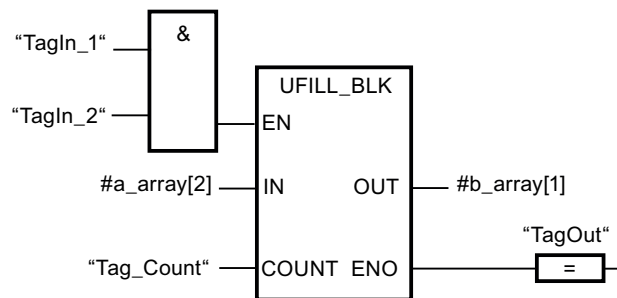 "TagIn_1“
&
"TagIn_2“
UFILL_BLK
EN
#a_array[2] IN OUT #b_array[1]
"TagOut“
"Tag_Count“ COUNT ENO =